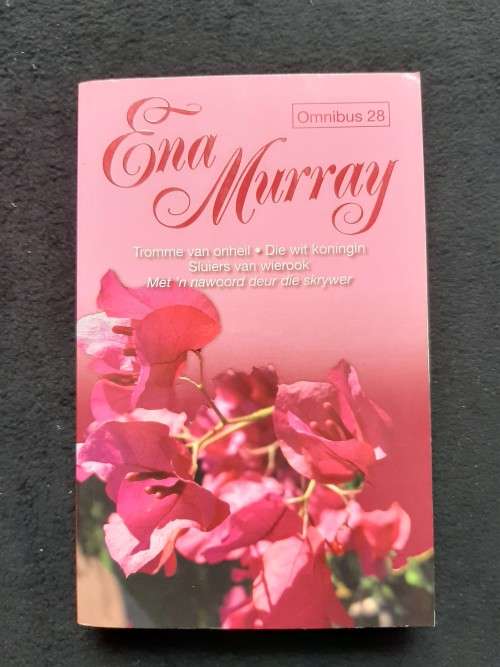 Omnibus 28
Ena
Murray
Tromme van onheil • Die wit koningin
Sluiers van wierook
Met 'n nawoord deur die skrywer